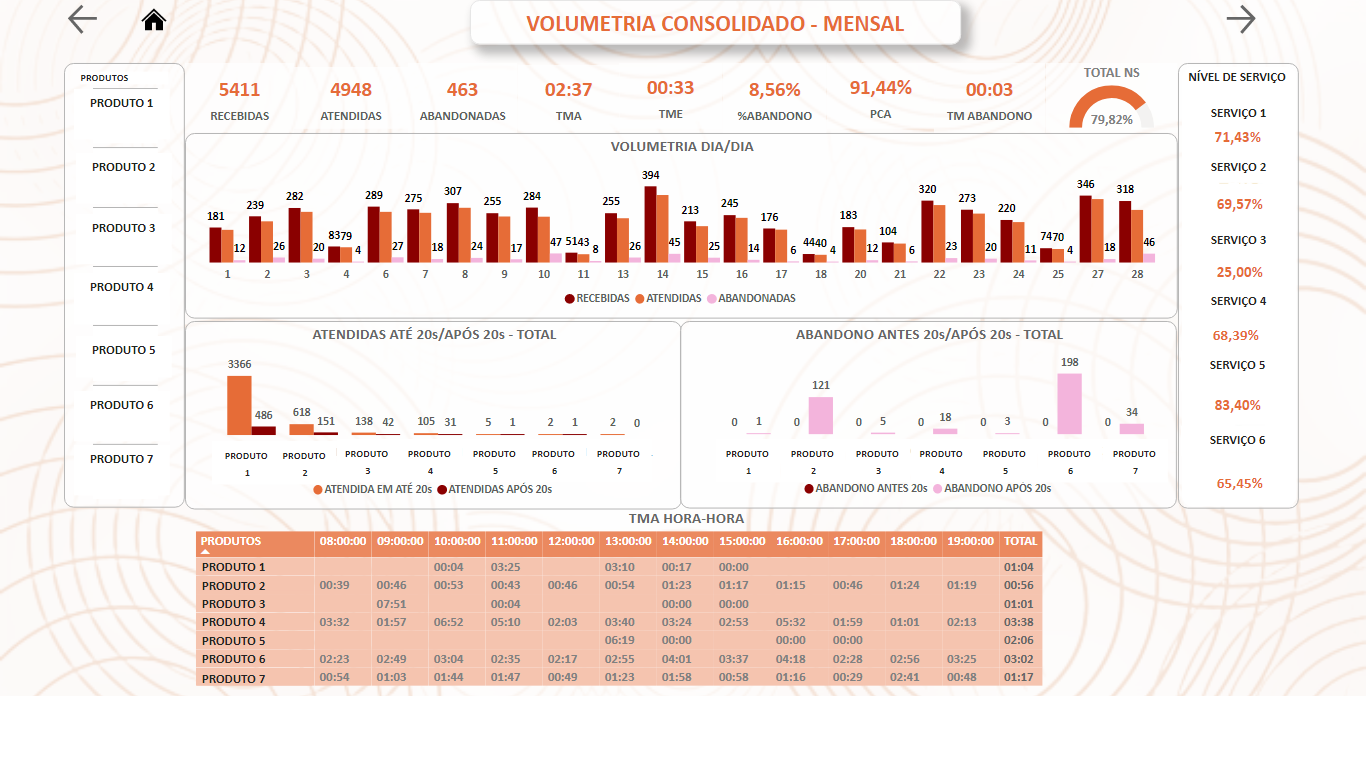 VOLUMETRIA CONSOLIDADO - MENSAL
PRODUTOS
PRODUTO 1
PRODUTO 2
PRODUTO 3
PRODUTO 4
PRODUTO 5
PRODUTO 6
PRODUTO 7
5411 4948 463 02:37 00:33 8,56% 91,44% 00:03
RECEBIDAS ATENDIDAS ABANDONADAS TMA TME %ABANDONO PCA TM ABANDONO
TOTAL NS
79,82%
NÍVEL DE SERVIÇO
SERVIÇO 1
71,43%
SERVIÇO 2
69,57%
SERVIÇO 3
25,00%
SERVIÇO 4
68,39%
SERVIÇO 5
83,40%
SERVIÇO 6
65,45%
VOLUMETRIA DIA/DIA
181 239 282 8379 289 275 307 255 284 5143 255 394 213 245 176 4440 183 104 320 273 220 7470 346 318
12 26 20 4 27 18 24 17 47 8 26 45 25 14 6 4 12 6 23 20 11 4 18 46
1 2 3 4 6 7 8 9 10 11 13 14 15 16 17 18 20 21 22 23 24 25 27 28
RECEBIDAS ATENDIDAS ABANDONADAS
ATENDIDAS ATÉ 20s/APÓS 20s - TOTAL
3366 486 618 151 138 42 105 31 5 1 2 1 2 0
PRODUTO PRODUTO PRODUTO PRODUTO PRODUTO PRODUTO PRODUTO
1 2 3 4 5 6 7
ATENDIDA EM ATÉ 20s ATENDIDAS APÓS 20s
ABANDONO ANTES 20s/APÓS 20s - TOTAL
0 1 0 121 0 5 0 18 0 3 0 198 0 34
PRODUTO PRODUTO PRODUTO PRODUTO PRODUTO PRODUTO PRODUTO
1 2 3 4 5 6 7
ABANDONO ANTES 20s ABANDONO APÓS 20s
TMA HORA-HORA
PRODUTOS 08:00:00 09:00:00 10:00:00 11:00:00 12:00:00 13:00:00 14:00:00 15:00:00 16:00:00 17:00:00 18:00:00 19:00:00 TOTAL
PRODUTO 1 00:04 03:25 03:10 00:17 00:00 01:04
PRODUTO 2 00:39 00:46 00:53 00:43 00:46 00:54 01:23 01:17 01:15 00:46 01:24 01:19 00:56
PRODUTO 3 07:51 00:04 00:00 00:00 01:01
PRODUTO 4 03:32 01:57 06:52 05:10 02:03 03:40 03:24 02:53 05:32 01:59 01:01 02:13 03:38
PRODUTO 5 06:19 00:00 00:00 00:00 02:06
PRODUTO 6 02:23 02:49 03:04 02:35 02:17 02:55 04:01 03:37 04:18 02:28 02:56 03:25 03:02
PRODUTO 7 00:54 01:03 01:44 01:47 00:49 01:23 01:58 00:58 01:16 00:29 02:41 00:48 01:17